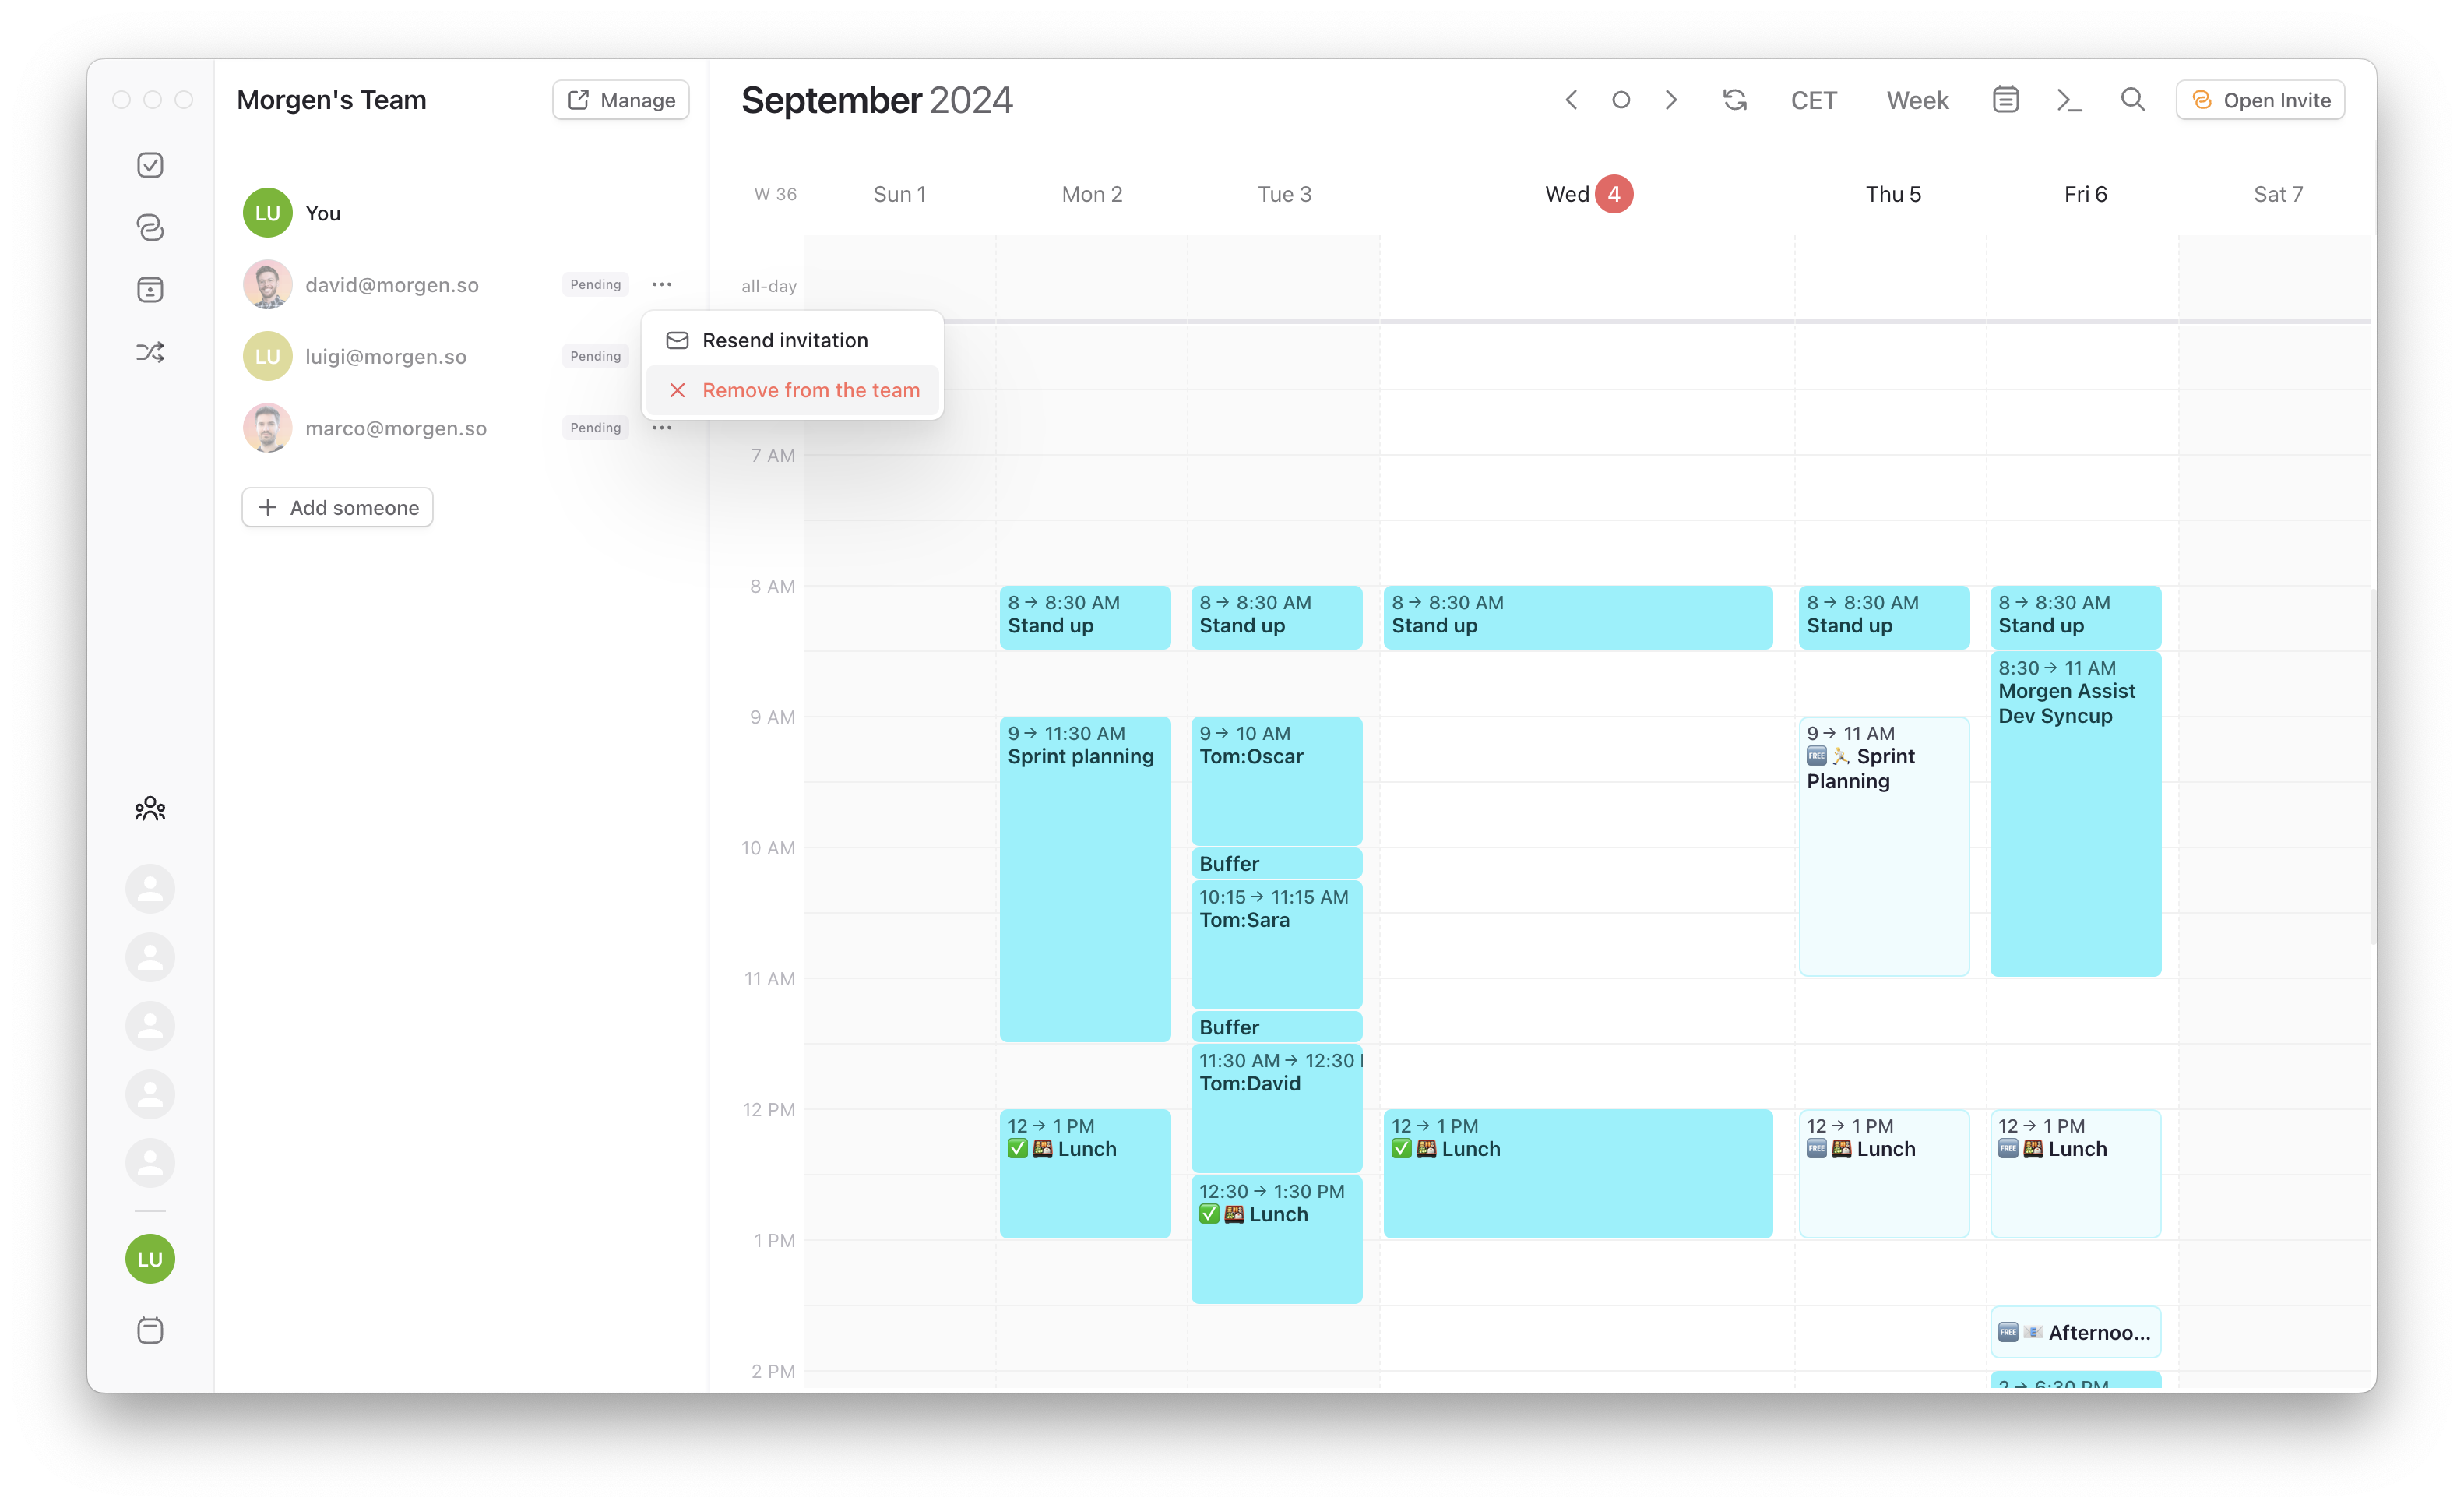 Morgen's Team
Manage
LU
You
david@morgen.so
Pending
LU
luigi@morgen.so
Pending
marco@morgen.so
Pending
Add someone
Resend invitation
Remove from the team
LU
September 2024
CET
Week
Open Invite
W 36
Sun 1
Mon 2
Tue 3
Wed 4
Thu 5
Fri 6
Sat 7
all-day
7 AM
8 AM
9 AM
10 AM
11 AM
12 PM
1 PM
2 PM
8 → 8:30 AM
Stand up
9 → 11:30 AM
Sprint planning
12 → 1 PM
✅ 🍱 Lunch
8 → 8:30 AM
Stand up
9 → 10 AM
Tom:Oscar
Buffer
10:15 → 11:15 AM
Tom:Sara
Buffer
11:30 AM → 12:30
Tom:David
12:30 → 1:30 PM
✅ 🍱 Lunch
8 → 8:30 AM
Stand up
12 → 1 PM
✅ 🍱 Lunch
8 → 8:30 AM
Stand up
9 → 11 AM
🆓 🏃 Sprint
Planning
12 → 1 PM
🆓 🍱 Lunch
8 → 8:30 AM
Stand up
8:30 → 11 AM
Morgen Assist
Dev Syncup
12 → 1 PM
🆓 🍱 Lunch
🆓 📧 Afternoo...
2 → 6:30 PM